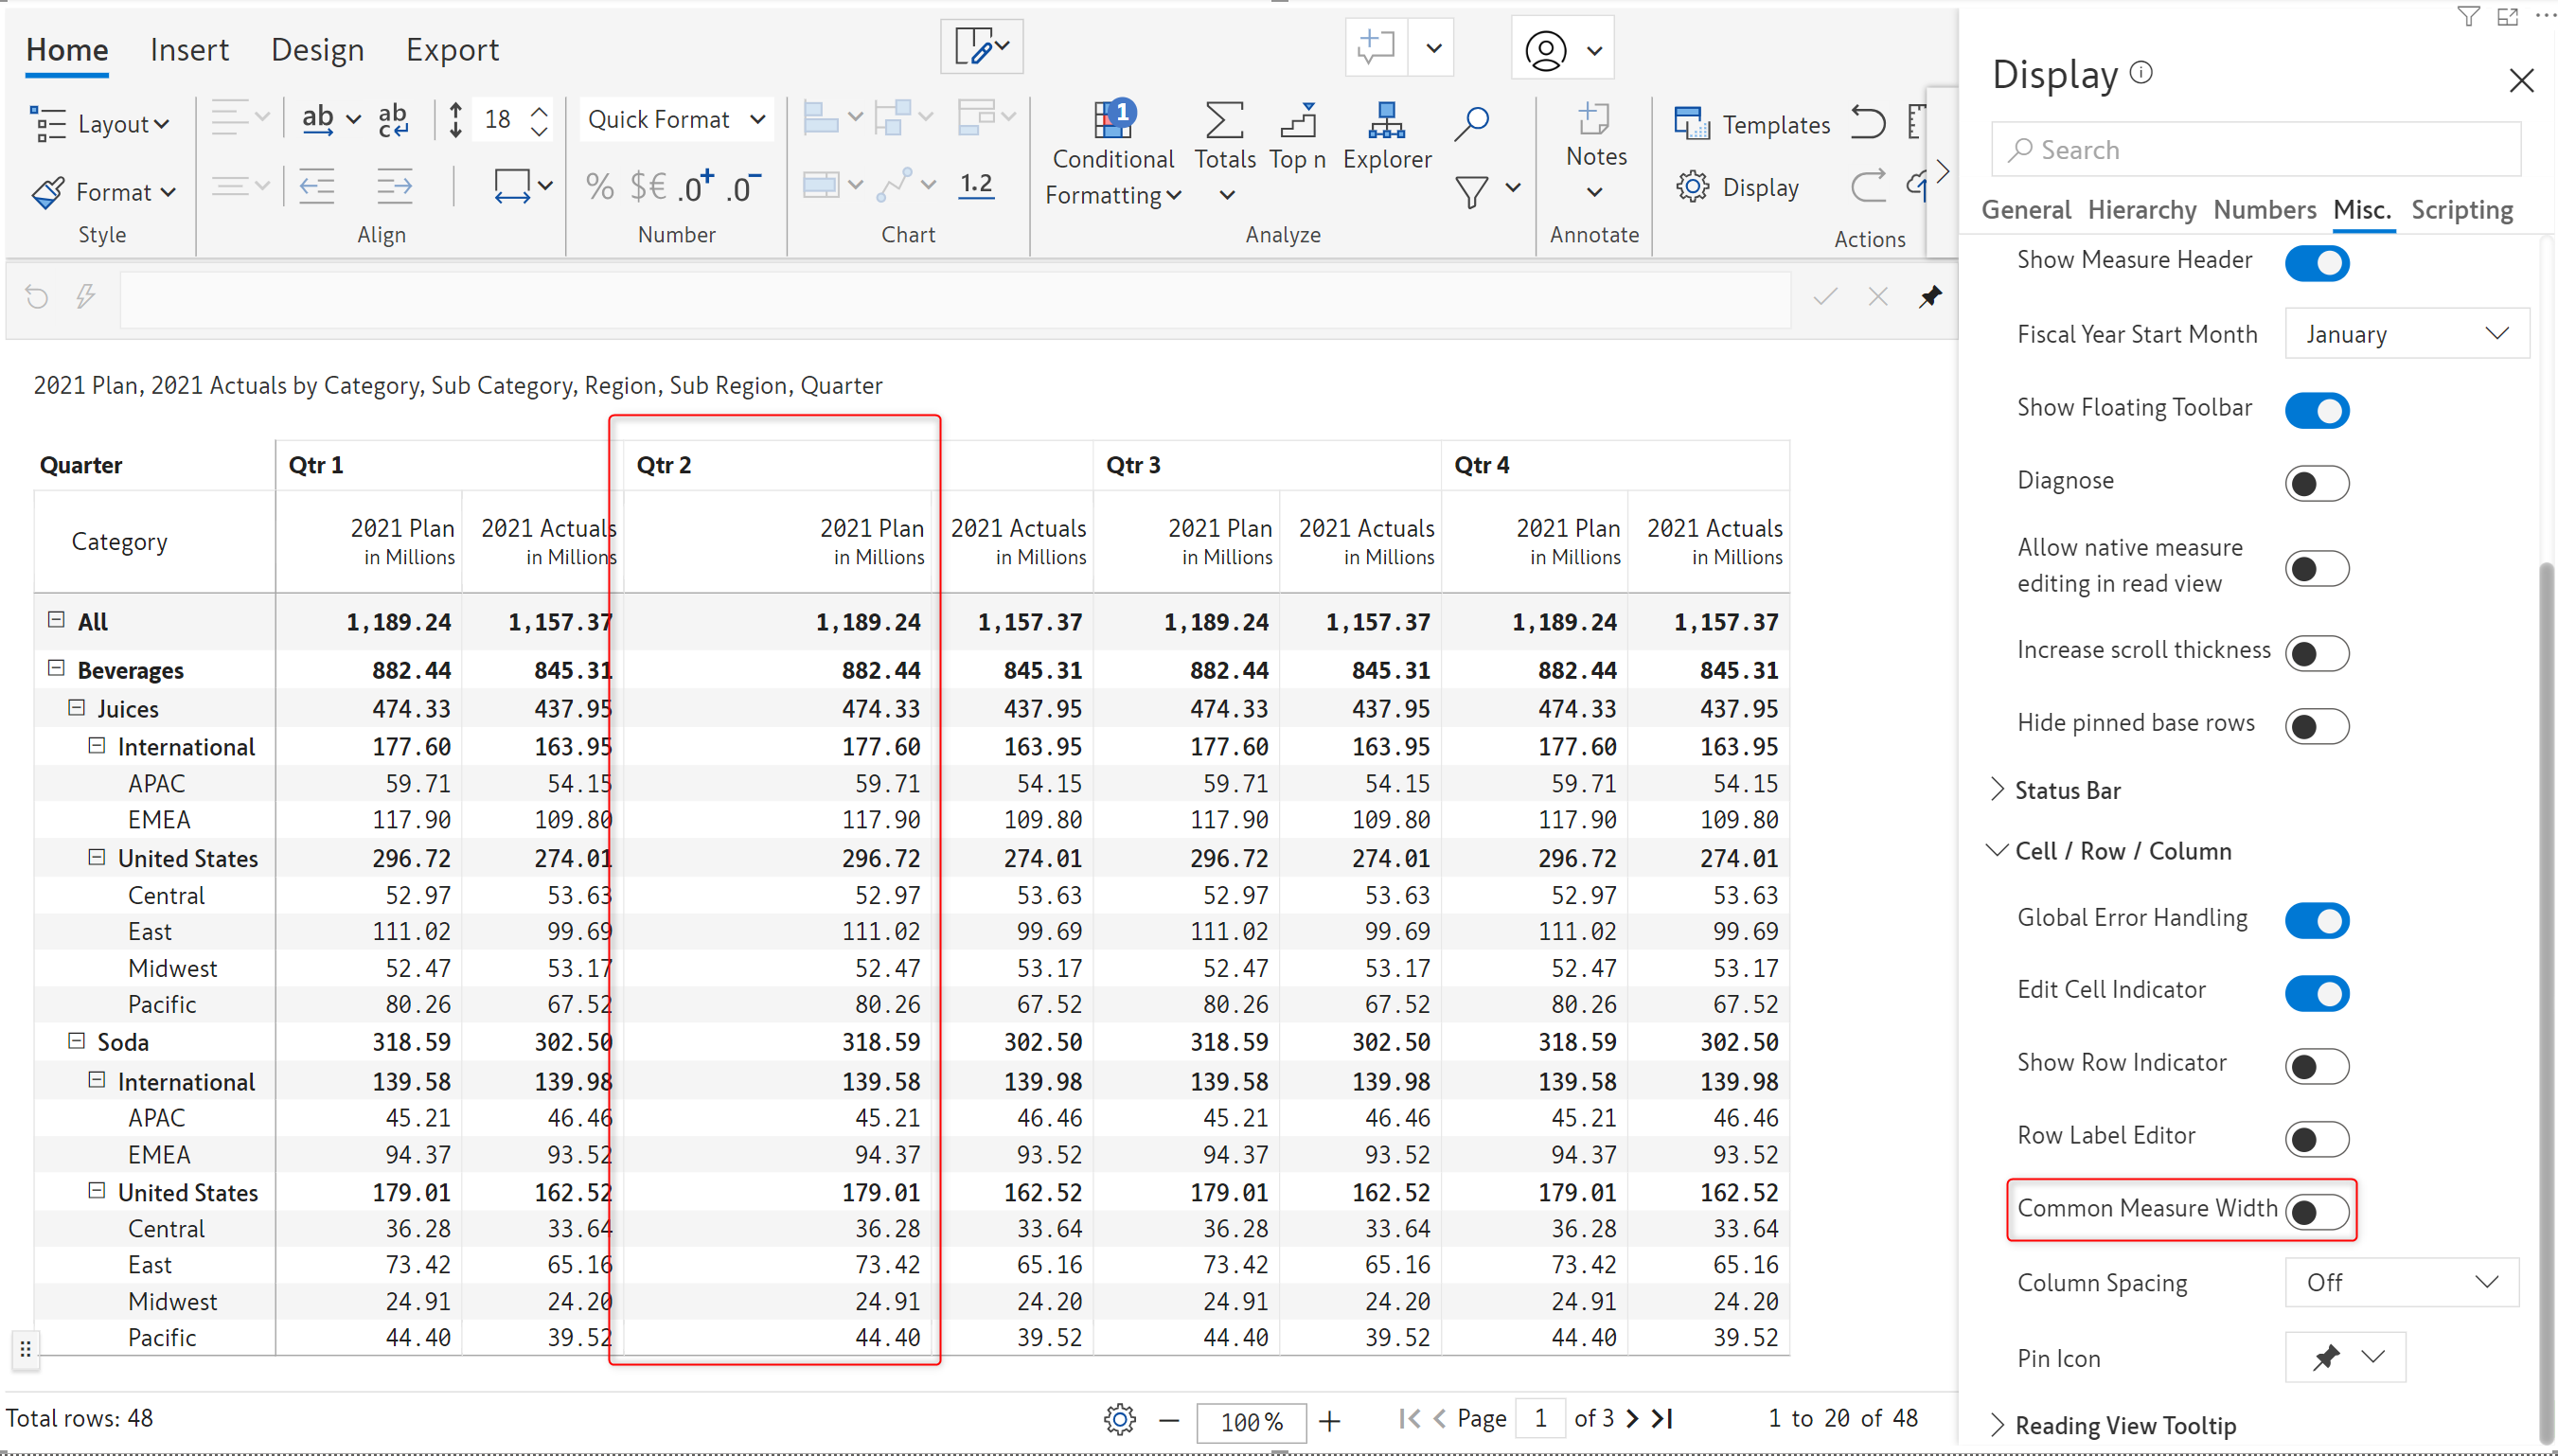 Home Insert Design Export
Layout
ab
ab
c
18
Quick Format
1
Conditional
Formatting
Totals
Top n
Explorer
Notes
Templates
Format
% $€ .0+ .0−
1.2
Display
Style
Align
Number
Chart
Analyze
Annotate
Actions
2021 Plan, 2021 Actuals by Category, Sub Category, Region, Sub Region, Quarter
Quarter Qtr 1 Qtr 2 Qtr 3 Qtr 4
Category 2021 Plan 2021 Actuals 2021 Plan 2021 Actuals 2021 Plan 2021 Actuals 2021 Plan 2021 Actuals
in Millions in Millions in Millions in Millions in Millions in Millions in Millions in Millions
All 1,189.24 1,157.37 1,189.24 1,157.37 1,189.24 1,157.37 1,189.24 1,157.37
Beverages 882.44 845.31 882.44 845.31 882.44 845.31 882.44 845.31
Juices 474.33 437.95 474.33 437.95 474.33 437.95 474.33 437.95
International 177.60 163.95 177.60 163.95 177.60 163.95 177.60 163.95
APAC 59.71 54.15 59.71 54.15 59.71 54.15 59.71 54.15
EMEA 117.90 109.80 117.90 109.80 117.90 109.80 117.90 109.80
United States 296.72 274.01 296.72 274.01 296.72 274.01 296.72 274.01
Central 52.97 53.63 52.97 53.63 52.97 53.63 52.97 53.63
East 111.02 99.69 111.02 99.69 111.02 99.69 111.02 99.69
Midwest 52.47 53.17 52.47 53.17 52.47 53.17 52.47 53.17
Pacific 80.26 67.52 80.26 67.52 80.26 67.52 80.26 67.52
Soda 318.59 302.50 318.59 302.50 318.59 302.50 318.59 302.50
International 139.58 139.98 139.58 139.98 139.58 139.98 139.58 139.98
APAC 45.21 46.46 45.21 46.46 45.21 46.46 45.21 46.46
EMEA 94.37 93.52 94.37 93.52 94.37 93.52 94.37 93.52
United States 179.01 162.52 179.01 162.52 179.01 162.52 179.01 162.52
Central 36.28 33.64 36.28 33.64 36.28 33.64 36.28 33.64
East 73.42 65.16 73.42 65.16 73.42 65.16 73.42 65.16
Midwest 24.91 24.20 24.91 24.20 24.91 24.20 24.91 24.20
Pacific 44.40 39.52 44.40 39.52 44.40 39.52 44.40 39.52
Total rows: 48
100%
Page 1 of 3
1 to 20 of 48
Display
Search
General Hierarchy Numbers Misc. Scripting
Show Measure Header
Fiscal Year Start Month January
Show Floating Toolbar
Diagnose
Allow native measure
editing in read view
Increase scroll thickness
Hide pinned base rows
Status Bar
Cell / Row / Column
Global Error Handling
Edit Cell Indicator
Show Row Indicator
Row Label Editor
Common Measure Width
Column Spacing Off
Pin Icon
Reading View Tooltip